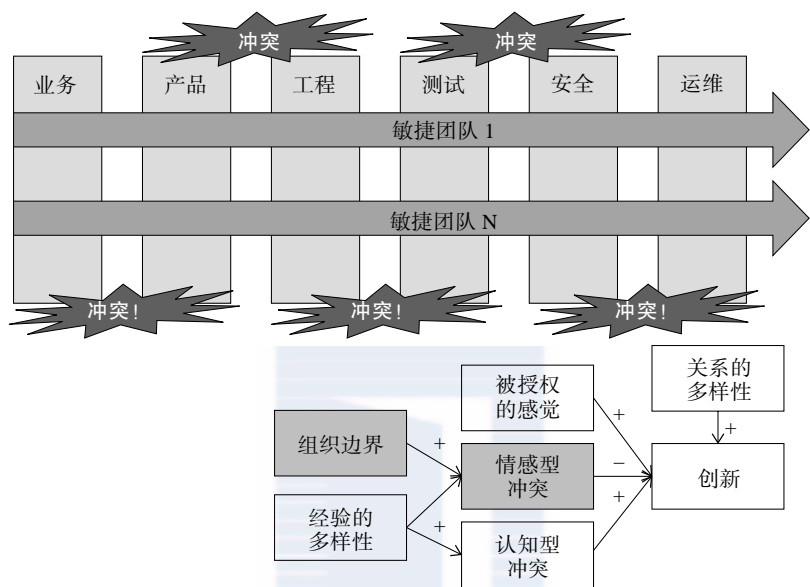 冲突
冲突
业务
产品
工程
测试
安全
运维
敏捷团队 1
敏捷团队 N
冲突！
冲突！
冲突！
关系的
多样性
被授权
的感觉
+
+
组织边界
+
情感型
冲突
−
创新
+
经验的
多样性
+
认知型
冲突